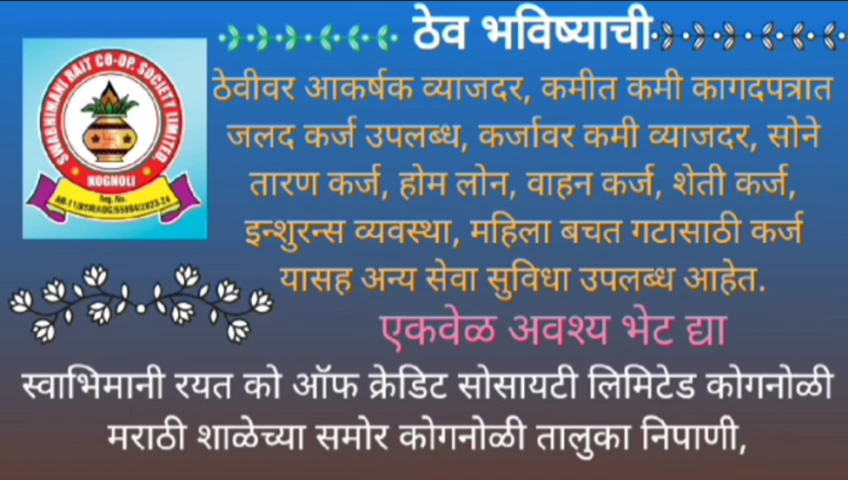 ठेव भविष्याची
ठेवीवर आकर्षक व्याजदर, कमीत कमी कागदपत्रात
जलद कर्ज उपलब्ध, कर्जावर कमी व्याजदर, सोने
तारण कर्ज, होम लोन, वाहन कर्ज, शेती कर्ज,
इन्शुरन्स व्यवस्था, महिला बचत गटासाठी कर्ज
यासह अन्य सेवा सुविधा उपलब्ध आहेत.
एकवेळ अवश्य भेट द्या
स्वाभिमानी रयत को ऑफ क्रेडिट सोसायटी लिमिटेड कोगनोळी
मराठी शाळेच्या समोर कोगनोळी तालुका निपाणी,
SWABHIMANI RAIT CO-OP. SOCIETY LIMITED.
KOGNOLI
Reg. No.